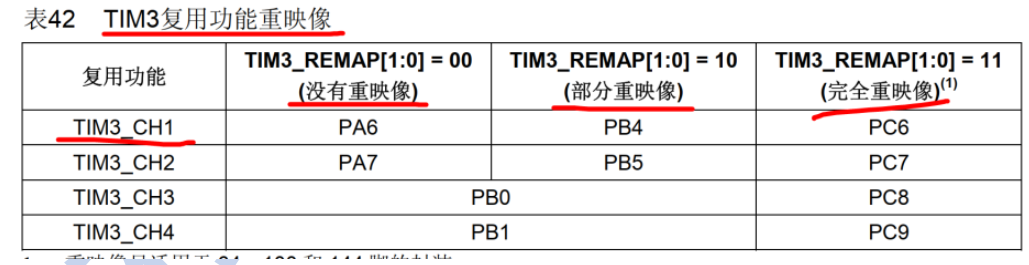 表42 TIM3复用功能重映像
复用功能 TIM3_REMAP[1:0] = 00 (没有重映像) TIM3_REMAP[1:0] = 10 (部分重映像) TIM3_REMAP[1:0] = 11 (完全重映像)(1)
TIM3_CH1 PA6 PB4 PC6
TIM3_CH2 PA7 PB5 PC7
TIM3_CH3 PB0 PC8
TIM3_CH4 PB1 PC9